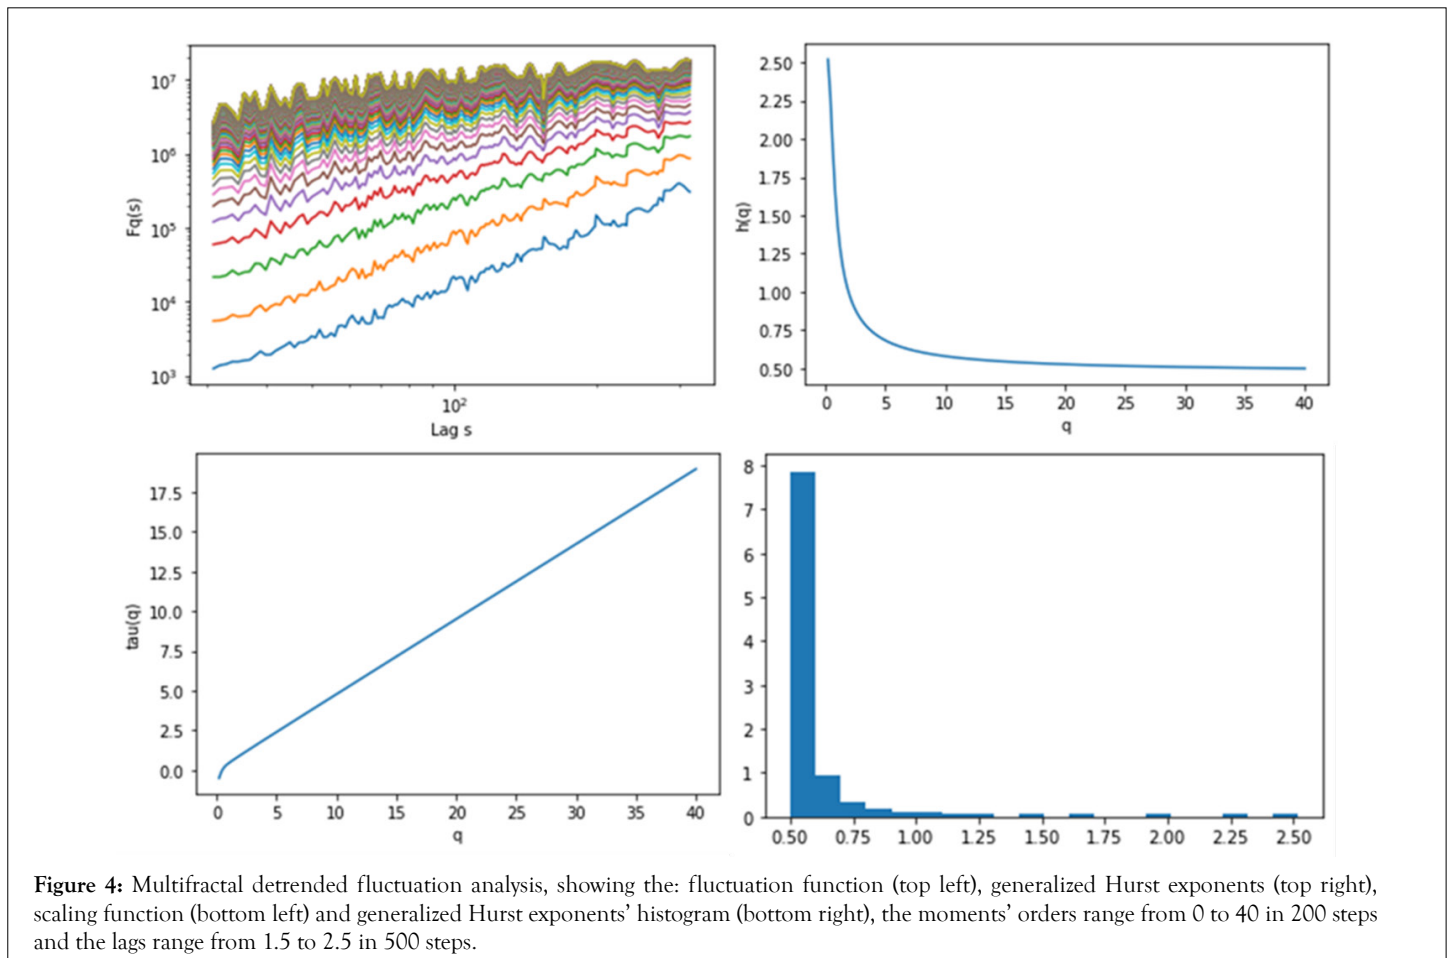 10⁷
10⁶
10⁵
10⁴
10³
Fq(s)
10²
Lag s
2.50
2.25
2.00
1.75
1.50
1.25
1.00
0.75
0.50
h(q)
0 5 10 15 20 25 30 35 40
q
17.5
15.0
12.5
10.0
7.5
5.0
2.5
0.0
tau(q)
0 5 10 15 20 25 30 35 40
q
8
7
6
5
4
3
2
1
0
0.50 0.75 1.00 1.25 1.50 1.75 2.00 2.25 2.50
Figure 4: Multifractal detrended fluctuation analysis, showing the: fluctuation function (top left), generalized Hurst exponents (top right),
scaling function (bottom left) and generalized Hurst exponents’ histogram (bottom right), the moments’ orders range from 0 to 40 in 200 steps
and the lags range from 1.5 to 2.5 in 500 steps.